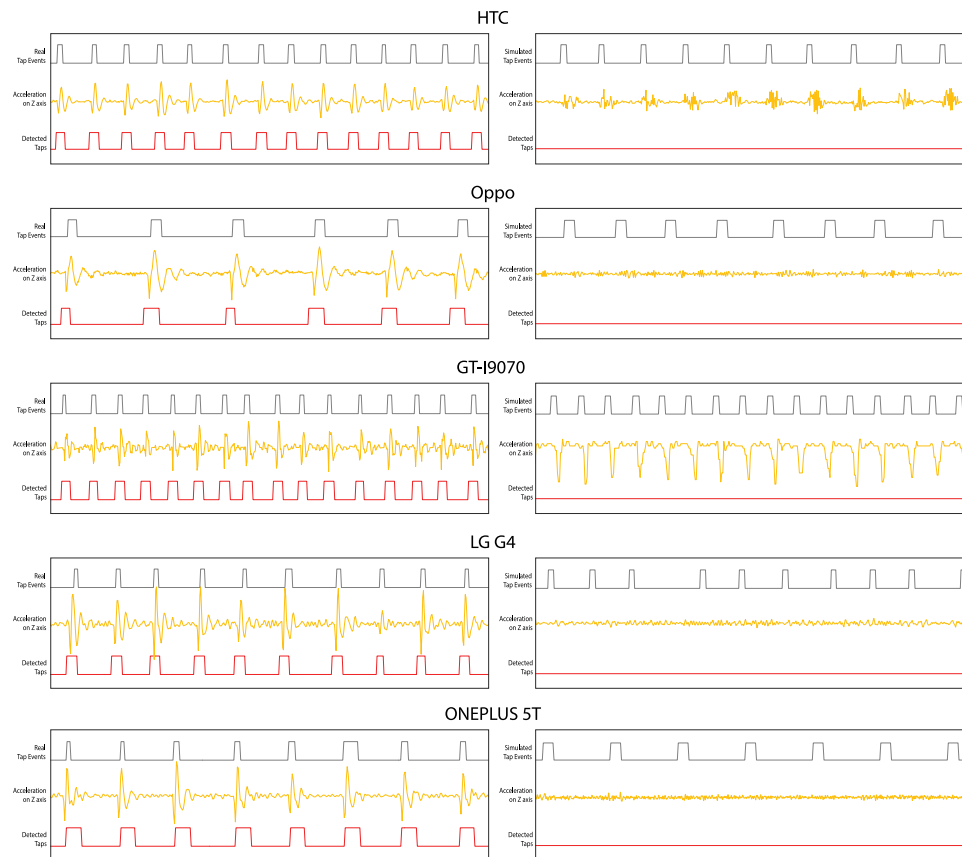 HTC
Real
Tap Events
Acceleration
on Z axis
Detected
Taps
Simulated
Tap Events
Acceleration
on Z axis
Detected
Taps
Oppo
Real
Tap Events
Acceleration
on Z axis
Detected
Taps
Simulated
Tap Events
Acceleration
on Z axis
Detected
Taps
GT-I9070
Real
Tap Events
Acceleration
on Z axis
Detected
Taps
Simulated
Tap Events
Acceleration
on Z axis
Detected
Taps
LG G4
Real
Tap Events
Acceleration
on Z axis
Detected
Taps
Simulated
Tap Events
Acceleration
on Z axis
Detected
Taps
ONEPLUS 5T
Real
Tap Events
Acceleration
on Z axis
Detected
Taps
Simulated
Tap Events
Acceleration
on Z axis
Detected
Taps